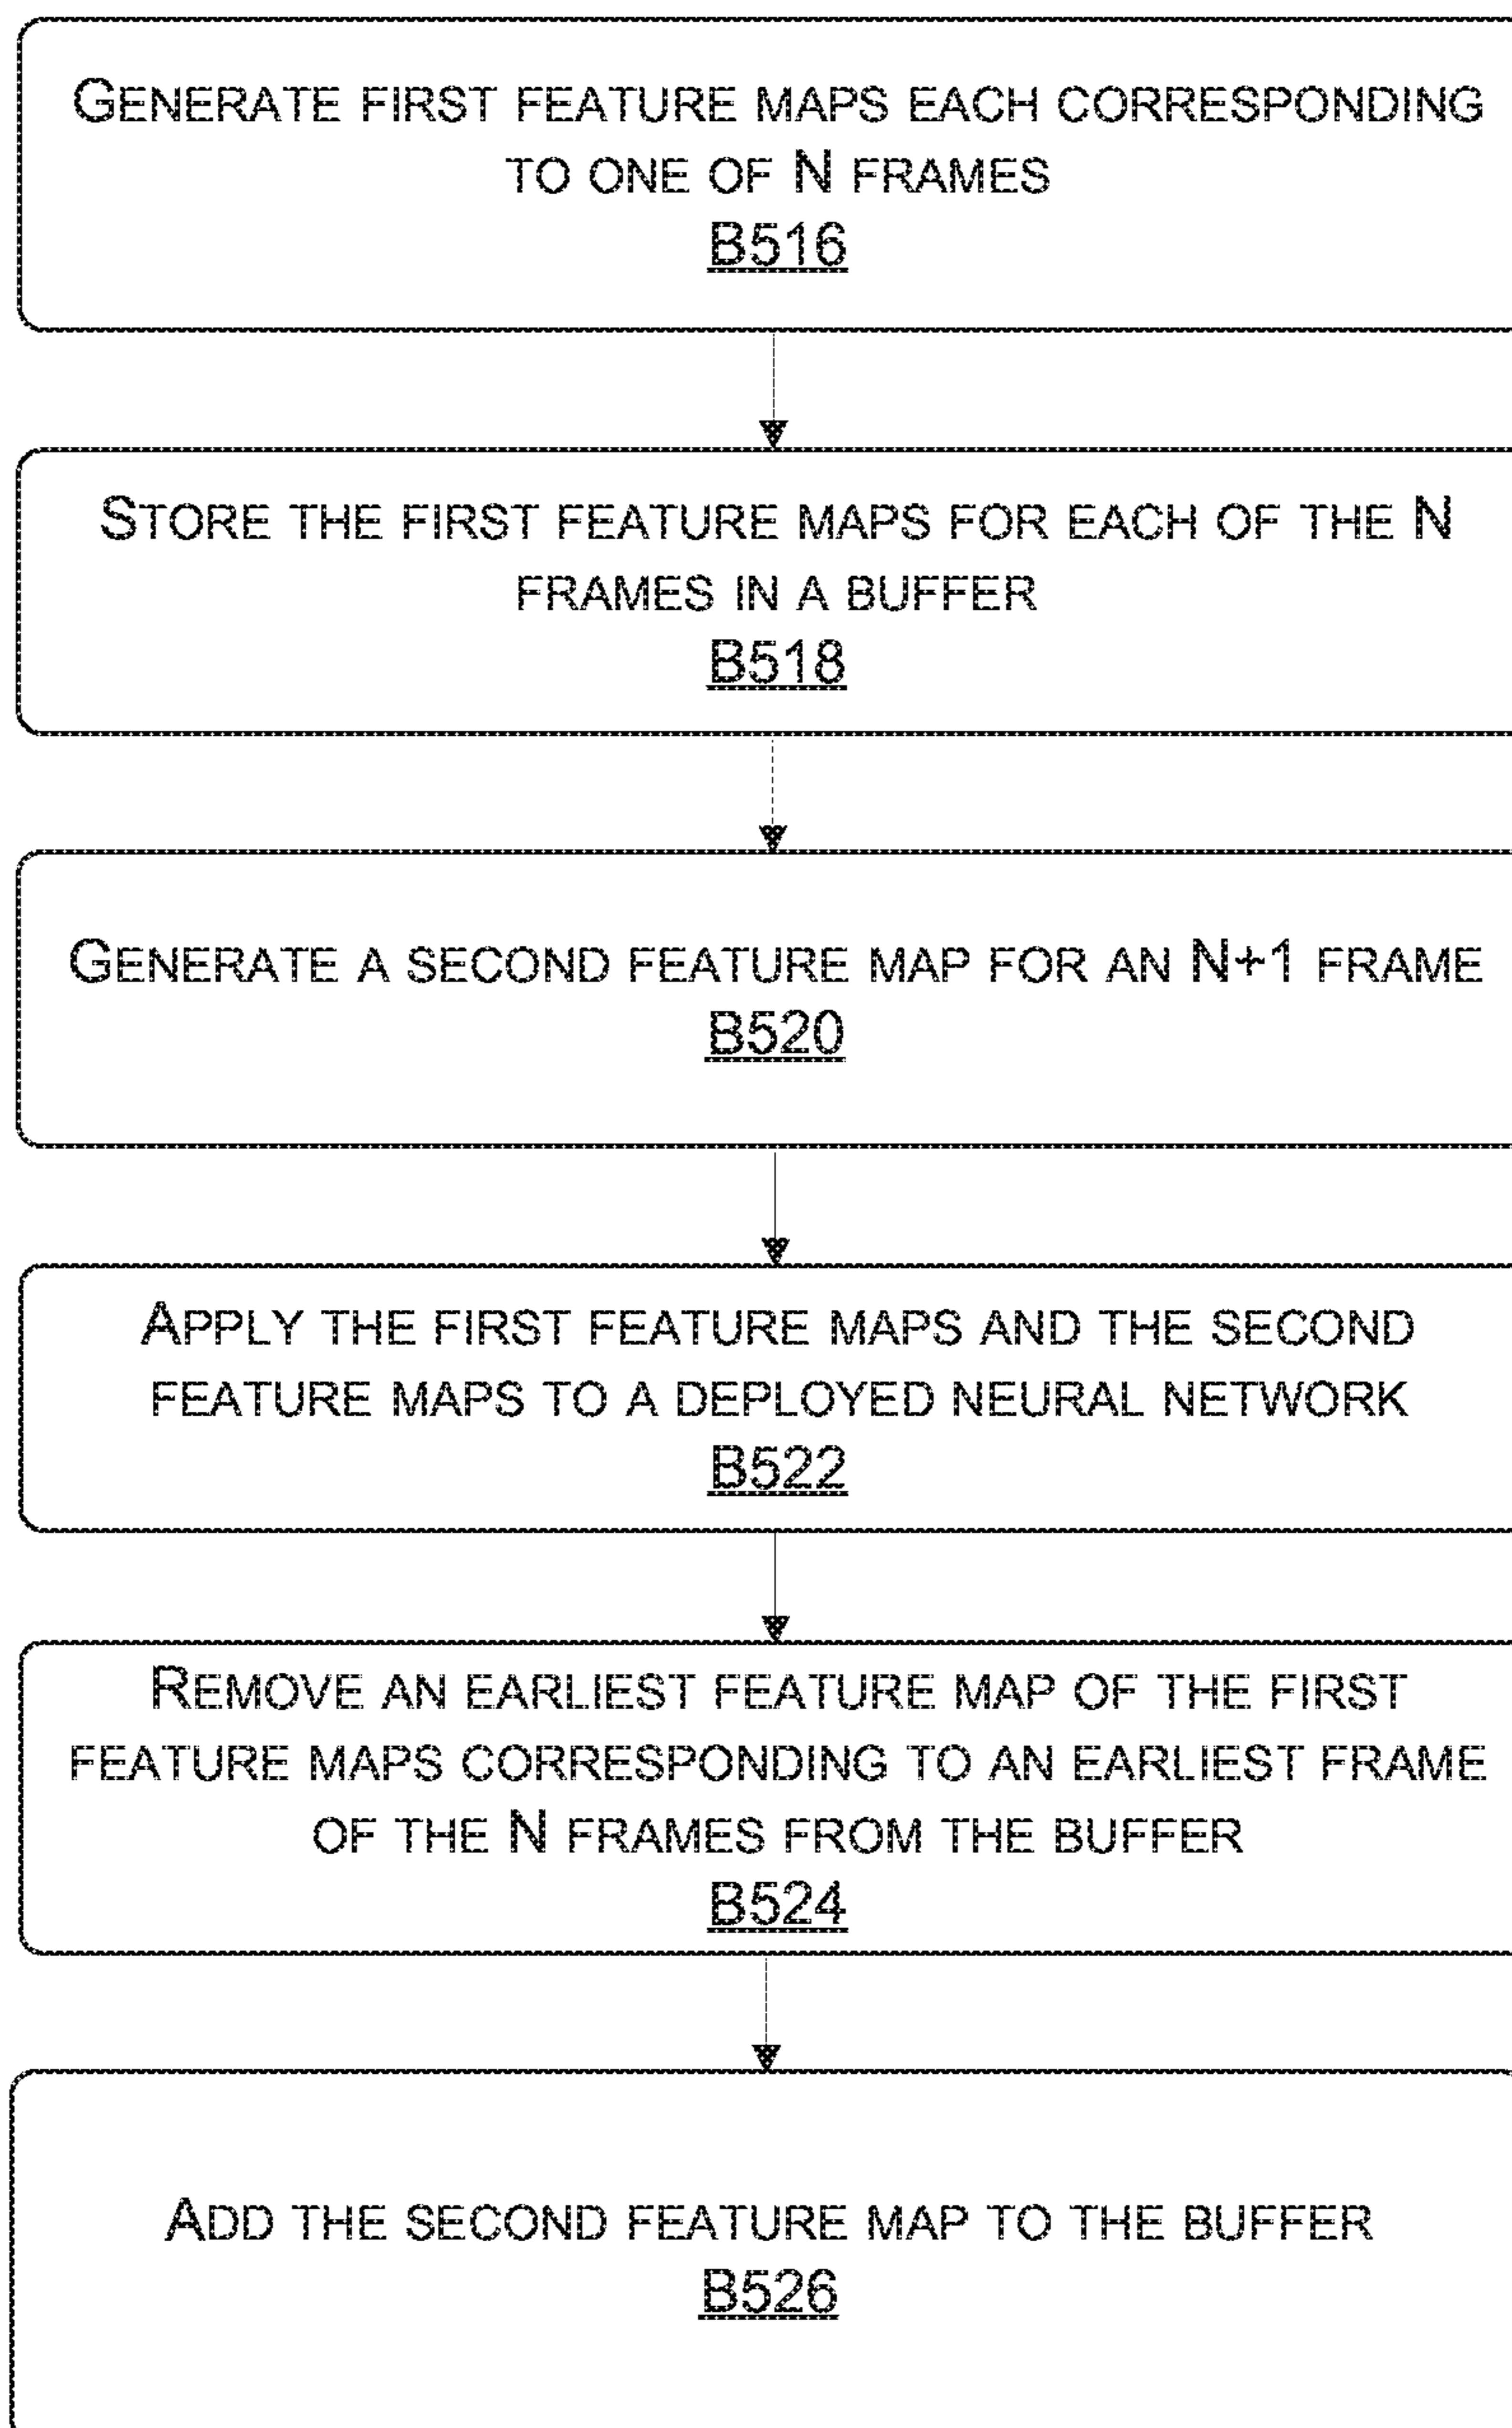 GENERATE FIRST FEATURE MAPS EACH CORRESPONDING
TO ONE OF N FRAMES
B516
STORE THE FIRST FEATURE MAPS FOR EACH OF THE N
FRAMES IN A BUFFER
B518
GENERATE A SECOND FEATURE MAP FOR AN N+1 FRAME
B520
APPLY THE FIRST FEATURE MAPS AND THE SECOND
FEATURE MAPS TO A DEPLOYED NEURAL NETWORK
B522
REMOVE AN EARLIEST FEATURE MAP OF THE FIRST
FEATURE MAPS CORRESPONDING TO AN EARLIEST FRAME
OF THE N FRAMES FROM THE BUFFER
B524
ADD THE SECOND FEATURE MAP TO THE BUFFER
B526